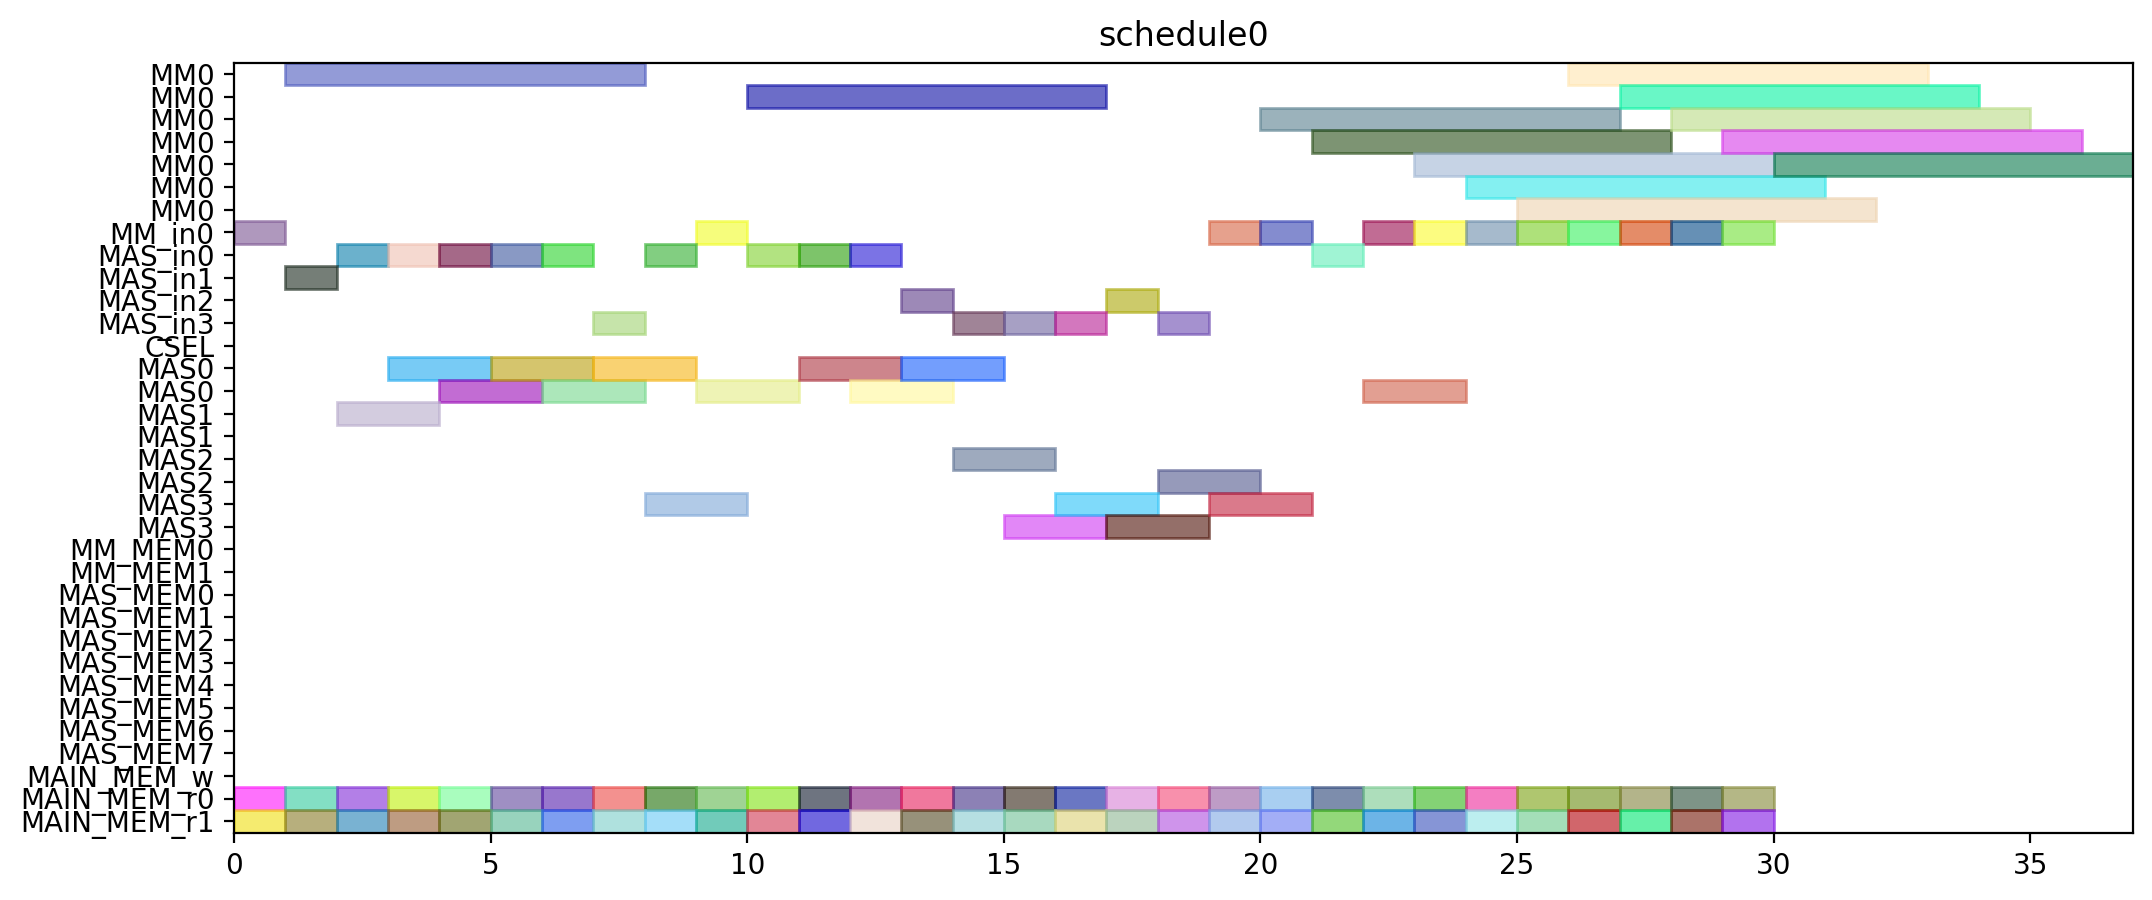 schedule0
MM0
MM0
MM0
MM0
MM0
MM0
MM0
MM_in0
MAS_in0
MAS_in1
MAS_in2
MAS_in3
CSEL
MAS0
MAS0
MAS1
MAS1
MAS2
MAS2
MAS3
MAS3
MM_MEM0
MM_MEM1
MAS_MEM0
MAS_MEM1
MAS_MEM2
MAS_MEM3
MAS_MEM4
MAS_MEM5
MAS_MEM6
MAS_MEM7
MAIN_MEM_w
MAIN_MEM_r0
MAIN_MEM_r1
0 5 10 15 20 25 30 35